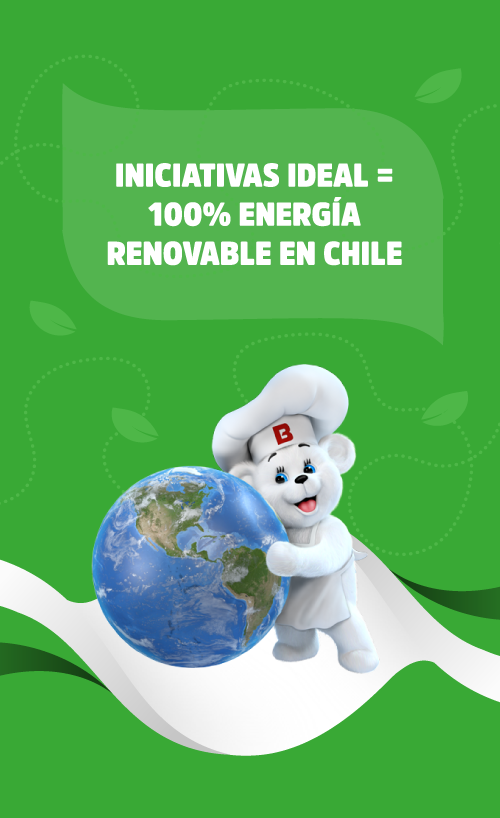 INICIATIVAS IDEAL =
100% ENERGÍA
RENOVABLE EN CHILE
B